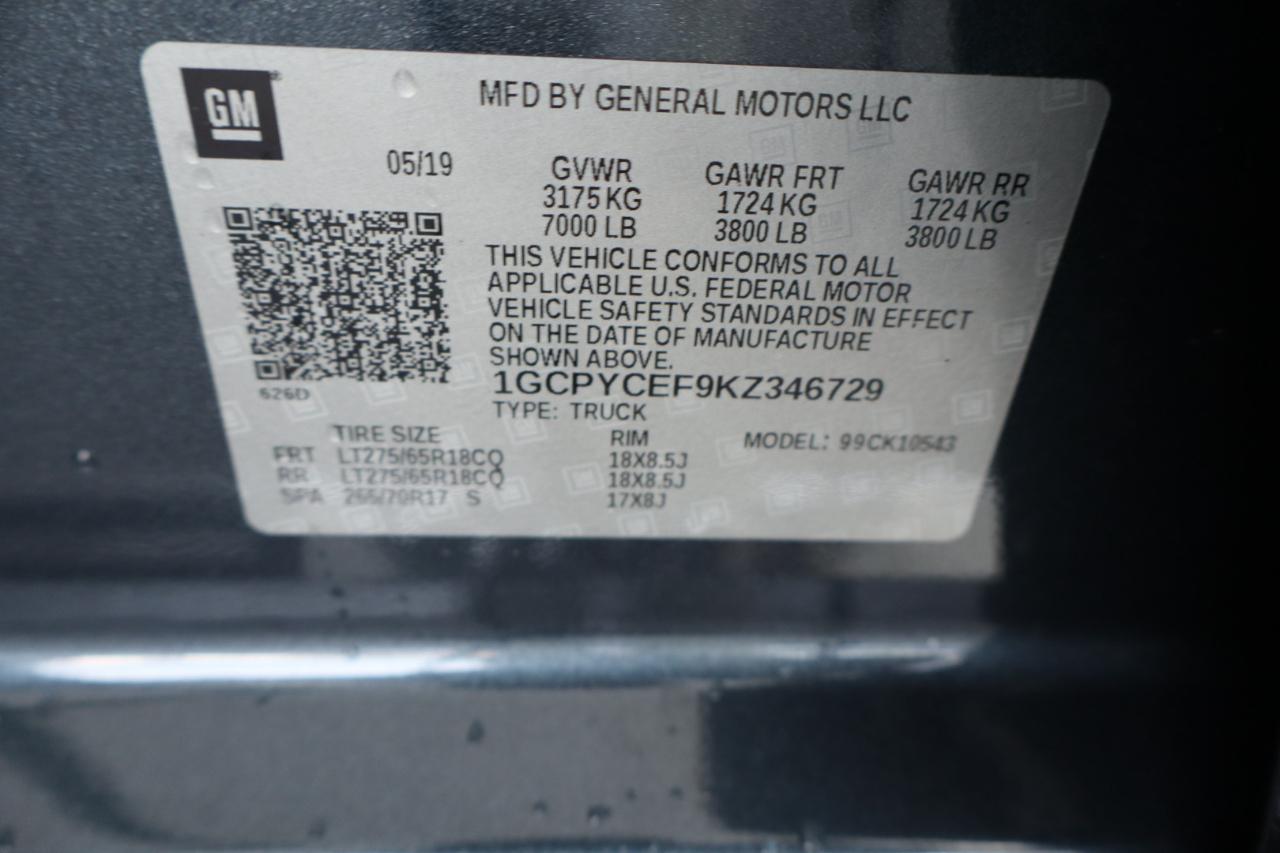 GM
MFD BY GENERAL MOTORS LLC
05/19 GVWR GAWR FRT GAWR RR
3175 KG 1724 KG 1724 KG
7000 LB 3800 LB 3800 LB
THIS VEHICLE CONFORMS TO ALL
APPLICABLE U.S. FEDERAL MOTOR
VEHICLE SAFETY STANDARDS IN EFFECT
ON THE DATE OF MANUFACTURE
SHOWN ABOVE.
1GCPYCEF9KZ346729
626D
TYPE: TRUCK
TIRE SIZE RIM MODEL: 99CK10543
FRT LT275/65R18CQ 18X8.5J
RR LT275/65R18CQ 18X8.5J
SPA 265/70R17 S 17X8J